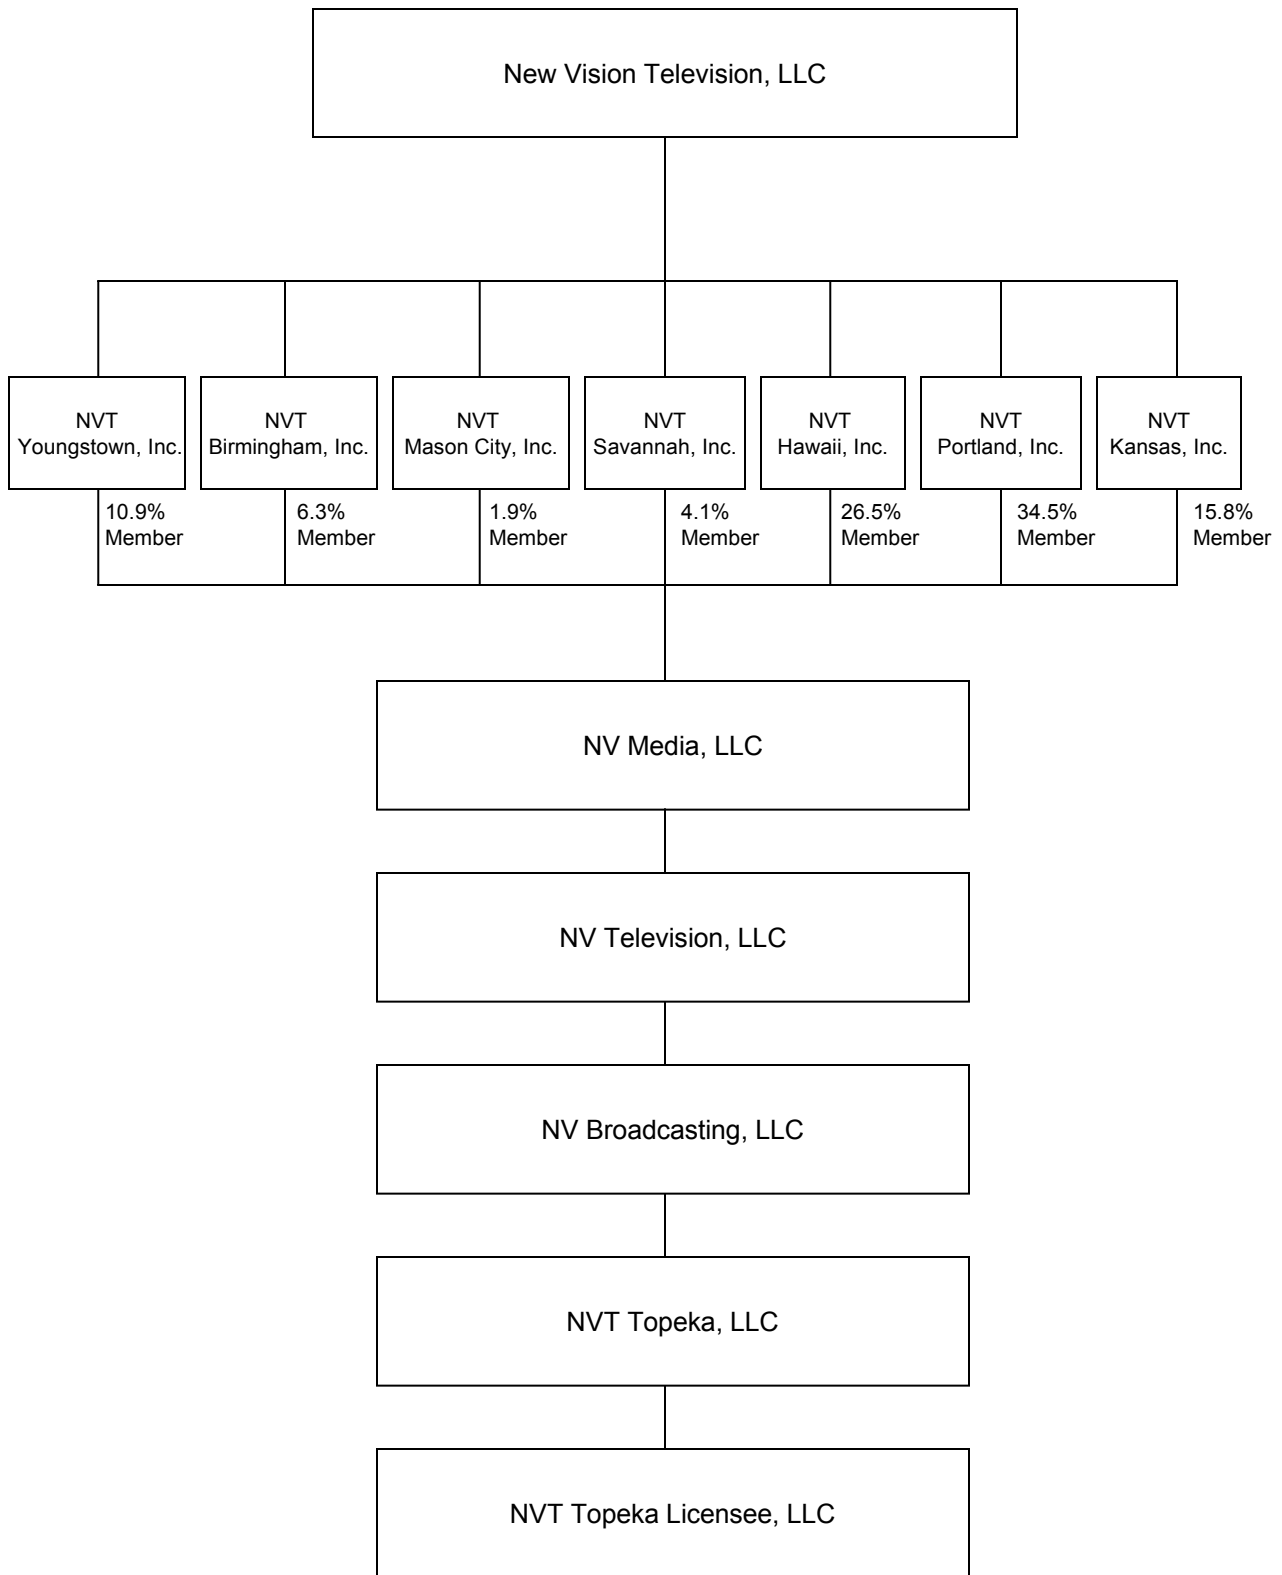 New Vision Television, LLC
NVT
Youngstown, Inc.
NVT
Birmingham, Inc.
NVT
Mason City, Inc.
NVT
Savannah, Inc.
NVT
Hawaii, Inc.
NVT
Portland, Inc.
NVT
Kansas, Inc.
10.9%
Member
6.3%
Member
1.9%
Member
4.1%
Member
26.5%
Member
34.5%
Member
15.8%
Member
NV Media, LLC
NV Television, LLC
NV Broadcasting, LLC
NVT Topeka, LLC
NVT Topeka Licensee, LLC